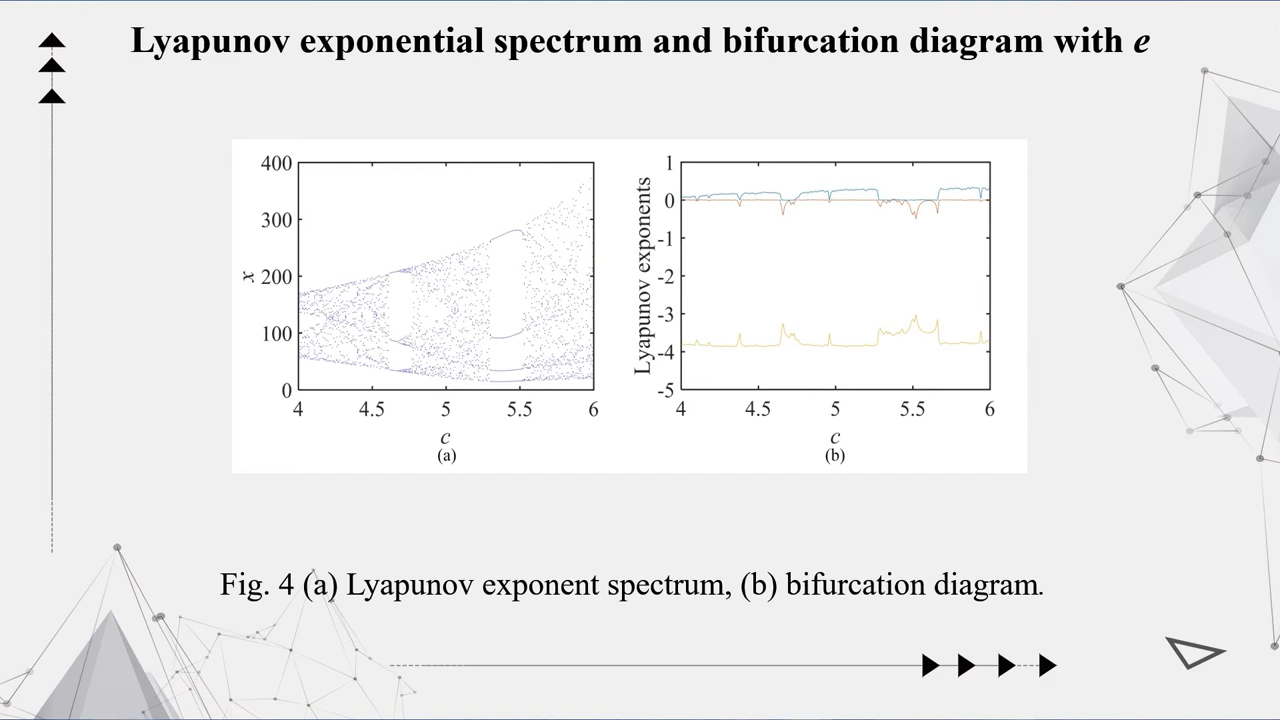 Lyapunov exponential spectrum and bifurcation diagram with e
400
300
200
100
0
x
4 4.5 5 5.5 6
c
(a)
1
0
-1
-2
-3
-4
-5
Lyapunov exponents
4 4.5 5 5.5 6
c
(b)
Fig. 4 (a) Lyapunov exponent spectrum, (b) bifurcation diagram.